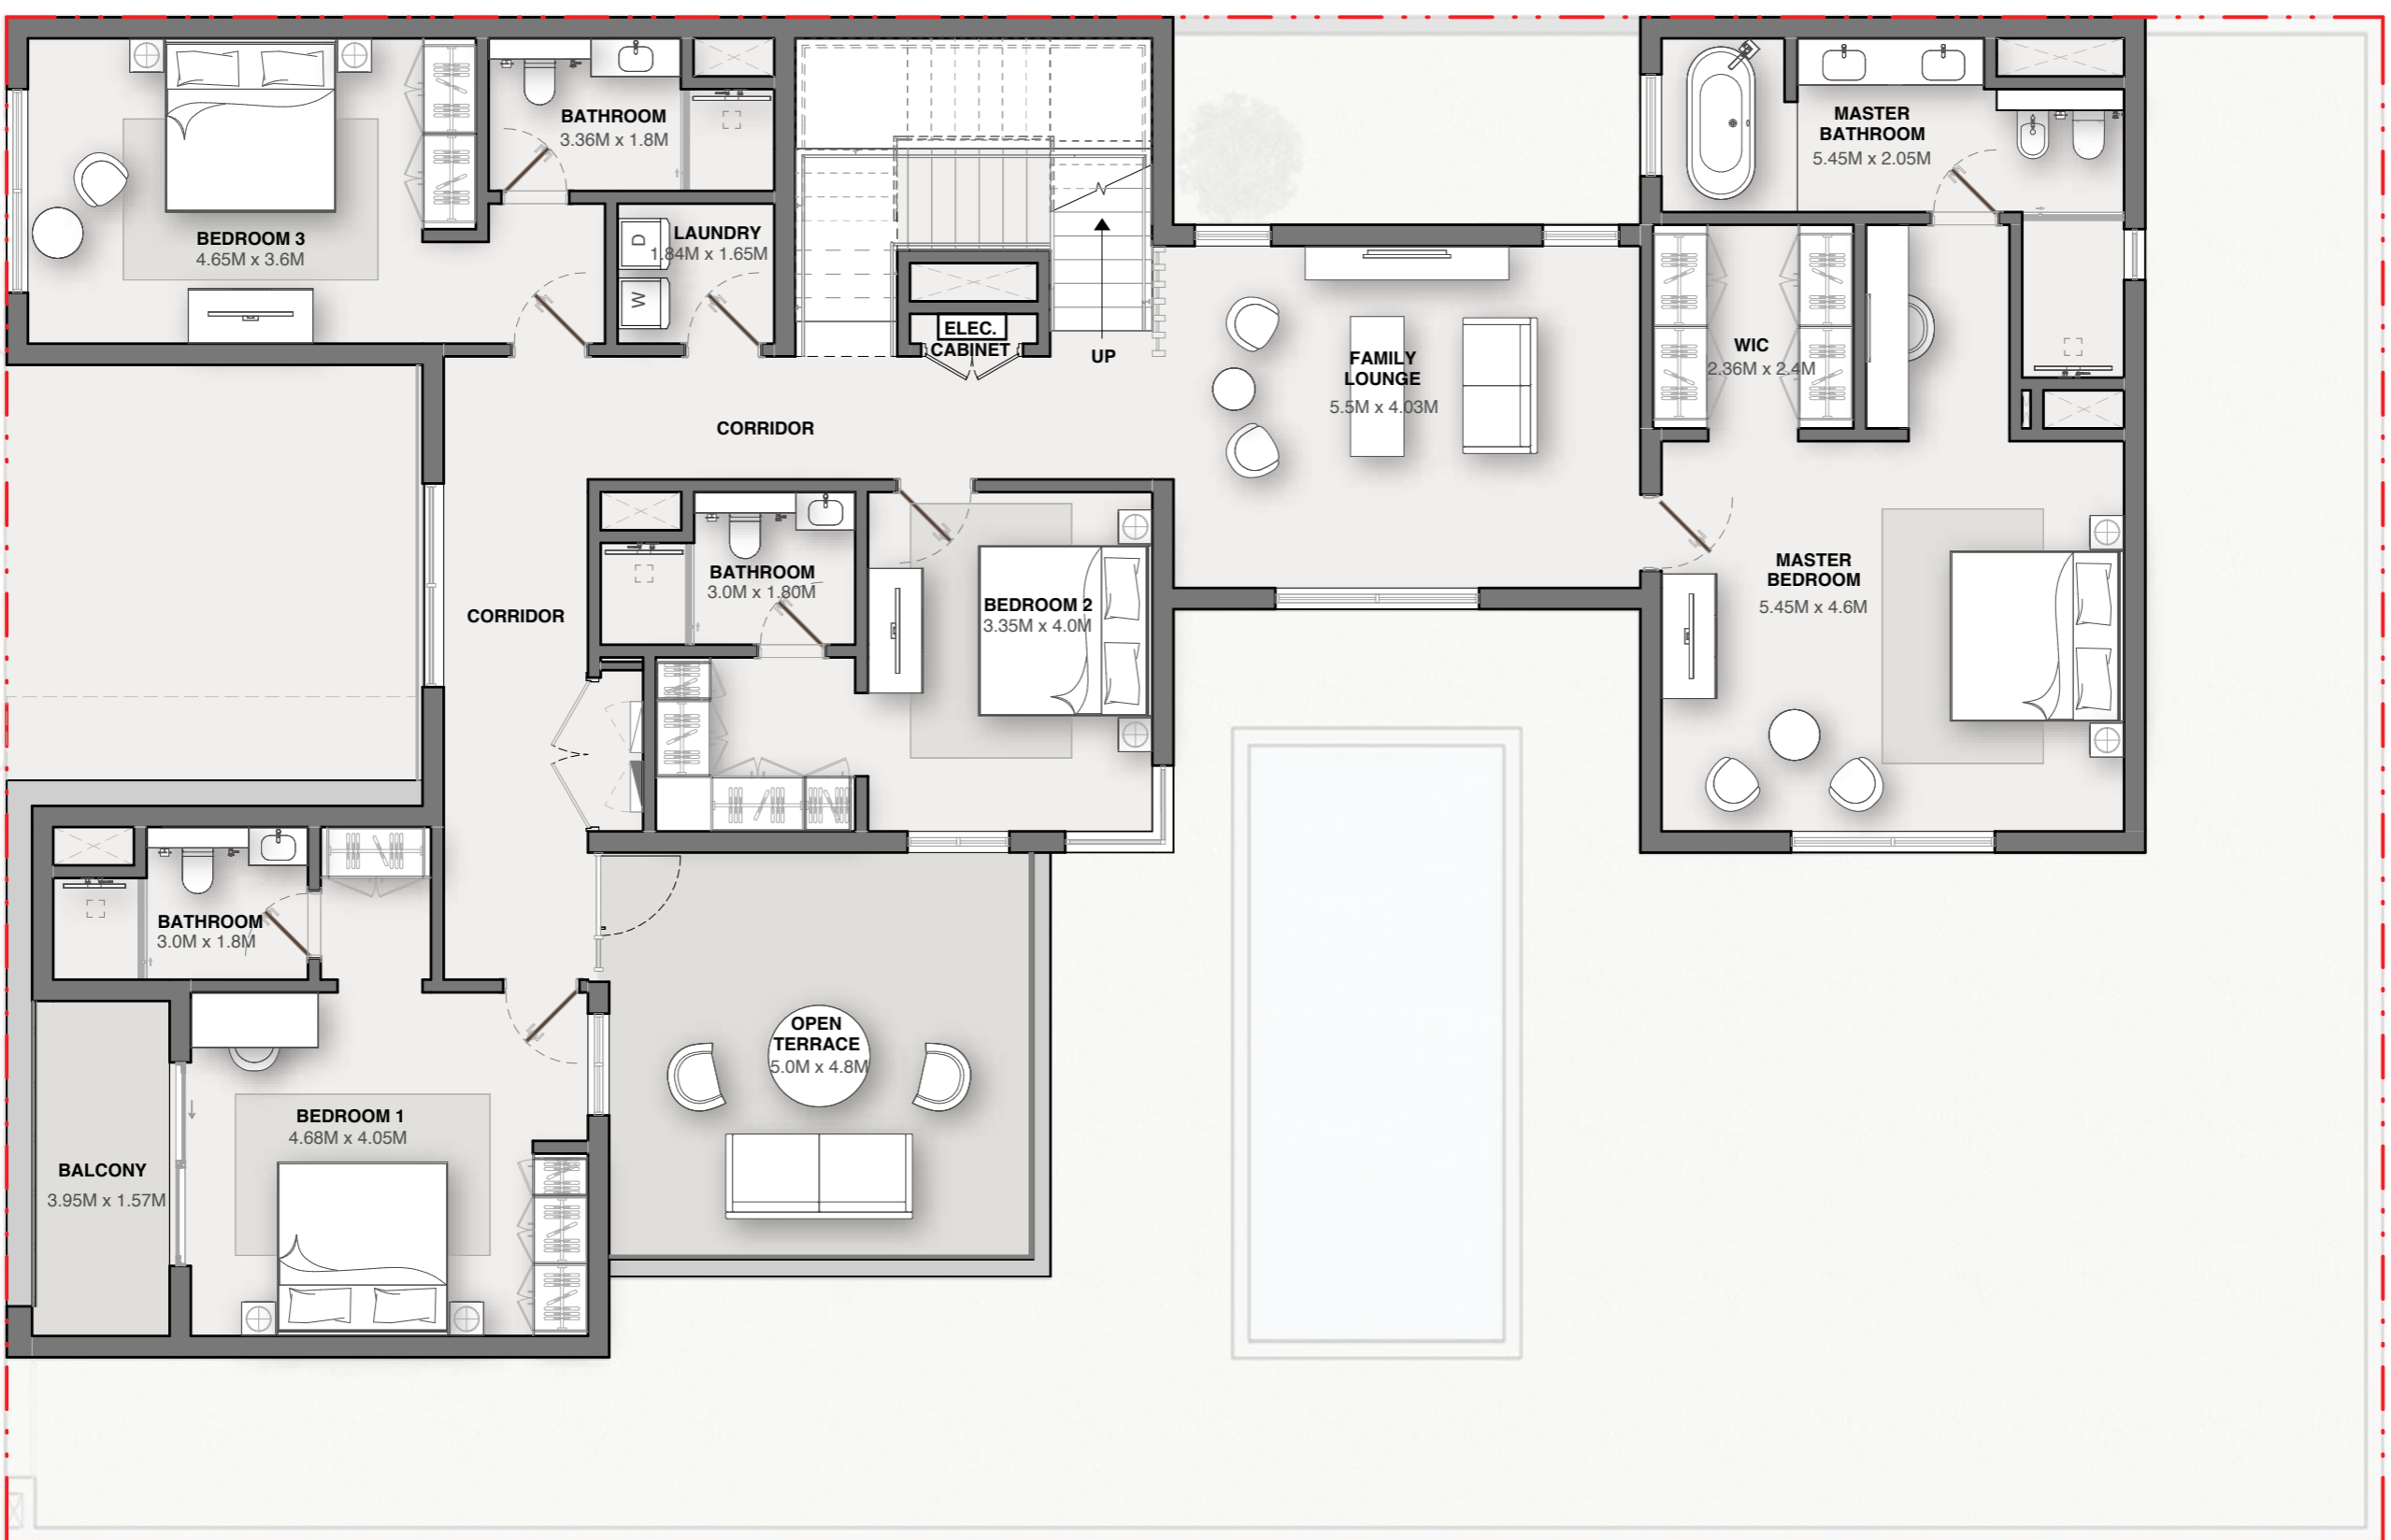 BEDROOM 3
4.65M x 3.6M
BATHROOM
3.36M x 1.8M
D
W
LAUNDRY
1.84M x 1.65M
ELEC.
CABINET
UP
FAMILY
LOUNGE
5.5M x 4.03M
MASTER
BATHROOM
5.45M x 2.05M
WIC
2.36M x 2.4M
CORRIDOR
BATHROOM
3.0M x 1.80M
BEDROOM 2
3.35M x 4.0M
MASTER
BEDROOM
5.45M x 4.6M
CORRIDOR
BATHROOM
3.0M x 1.8M
OPEN
TERRACE
5.0M x 4.8M
BEDROOM 1
4.68M x 4.05M
BALCONY
3.95M x 1.57M